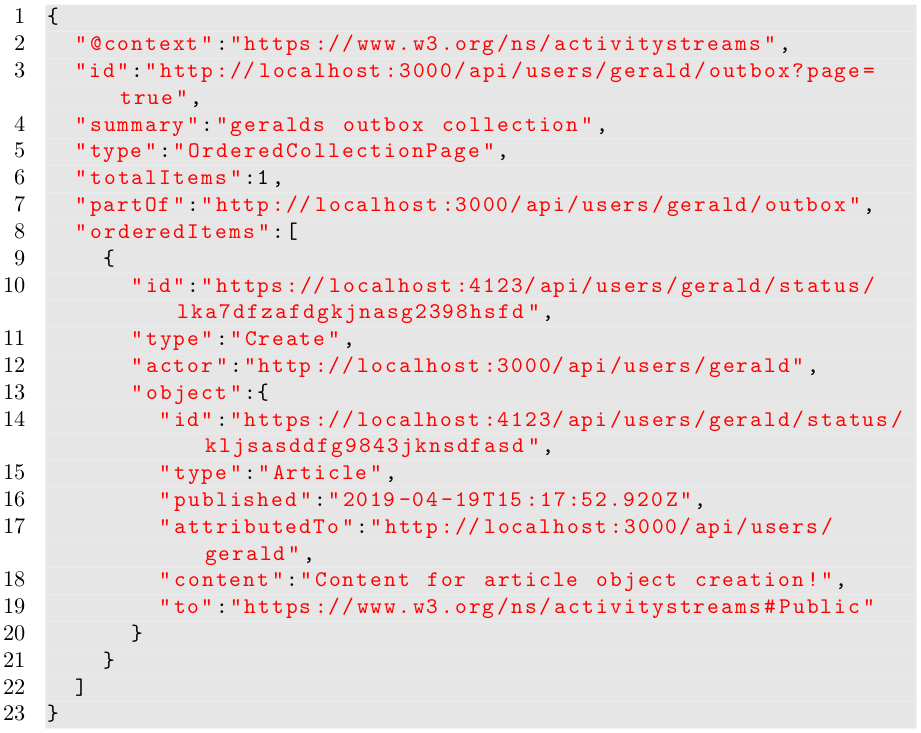 1 {
2 "@context":"https://www.w3.org/ns/activitystreams",
3 "id":"http://localhost:3000/api/users/gerald/outbox?page=
true",
4 "summary":"geralds outbox collection",
5 "type":"OrderedCollectionPage",
6 "totalItems":1,
7 "partOf":"http://localhost:3000/api/users/gerald/outbox",
8 "orderedItems":[
9 {
10 "id":"https://localhost:4123/api/users/gerald/status/
lka7dfzafdgkjnasg2398hsfd",
11 "type":"Create",
12 "actor":"http://localhost:3000/api/users/gerald",
13 "object":{
14 "id":"https://localhost:4123/api/users/gerald/status/
kljsasddfg9843jknsdfasd",
15 "type":"Article",
16 "published":"2019-04-19T15:17:52.920Z",
17 "attributedTo":"http://localhost:3000/api/users/
gerald",
18 "content":"Content for article object creation!",
19 "to":"https://www.w3.org/ns/activitystreams#Public"
20 }
21 }
22 ]
23 }